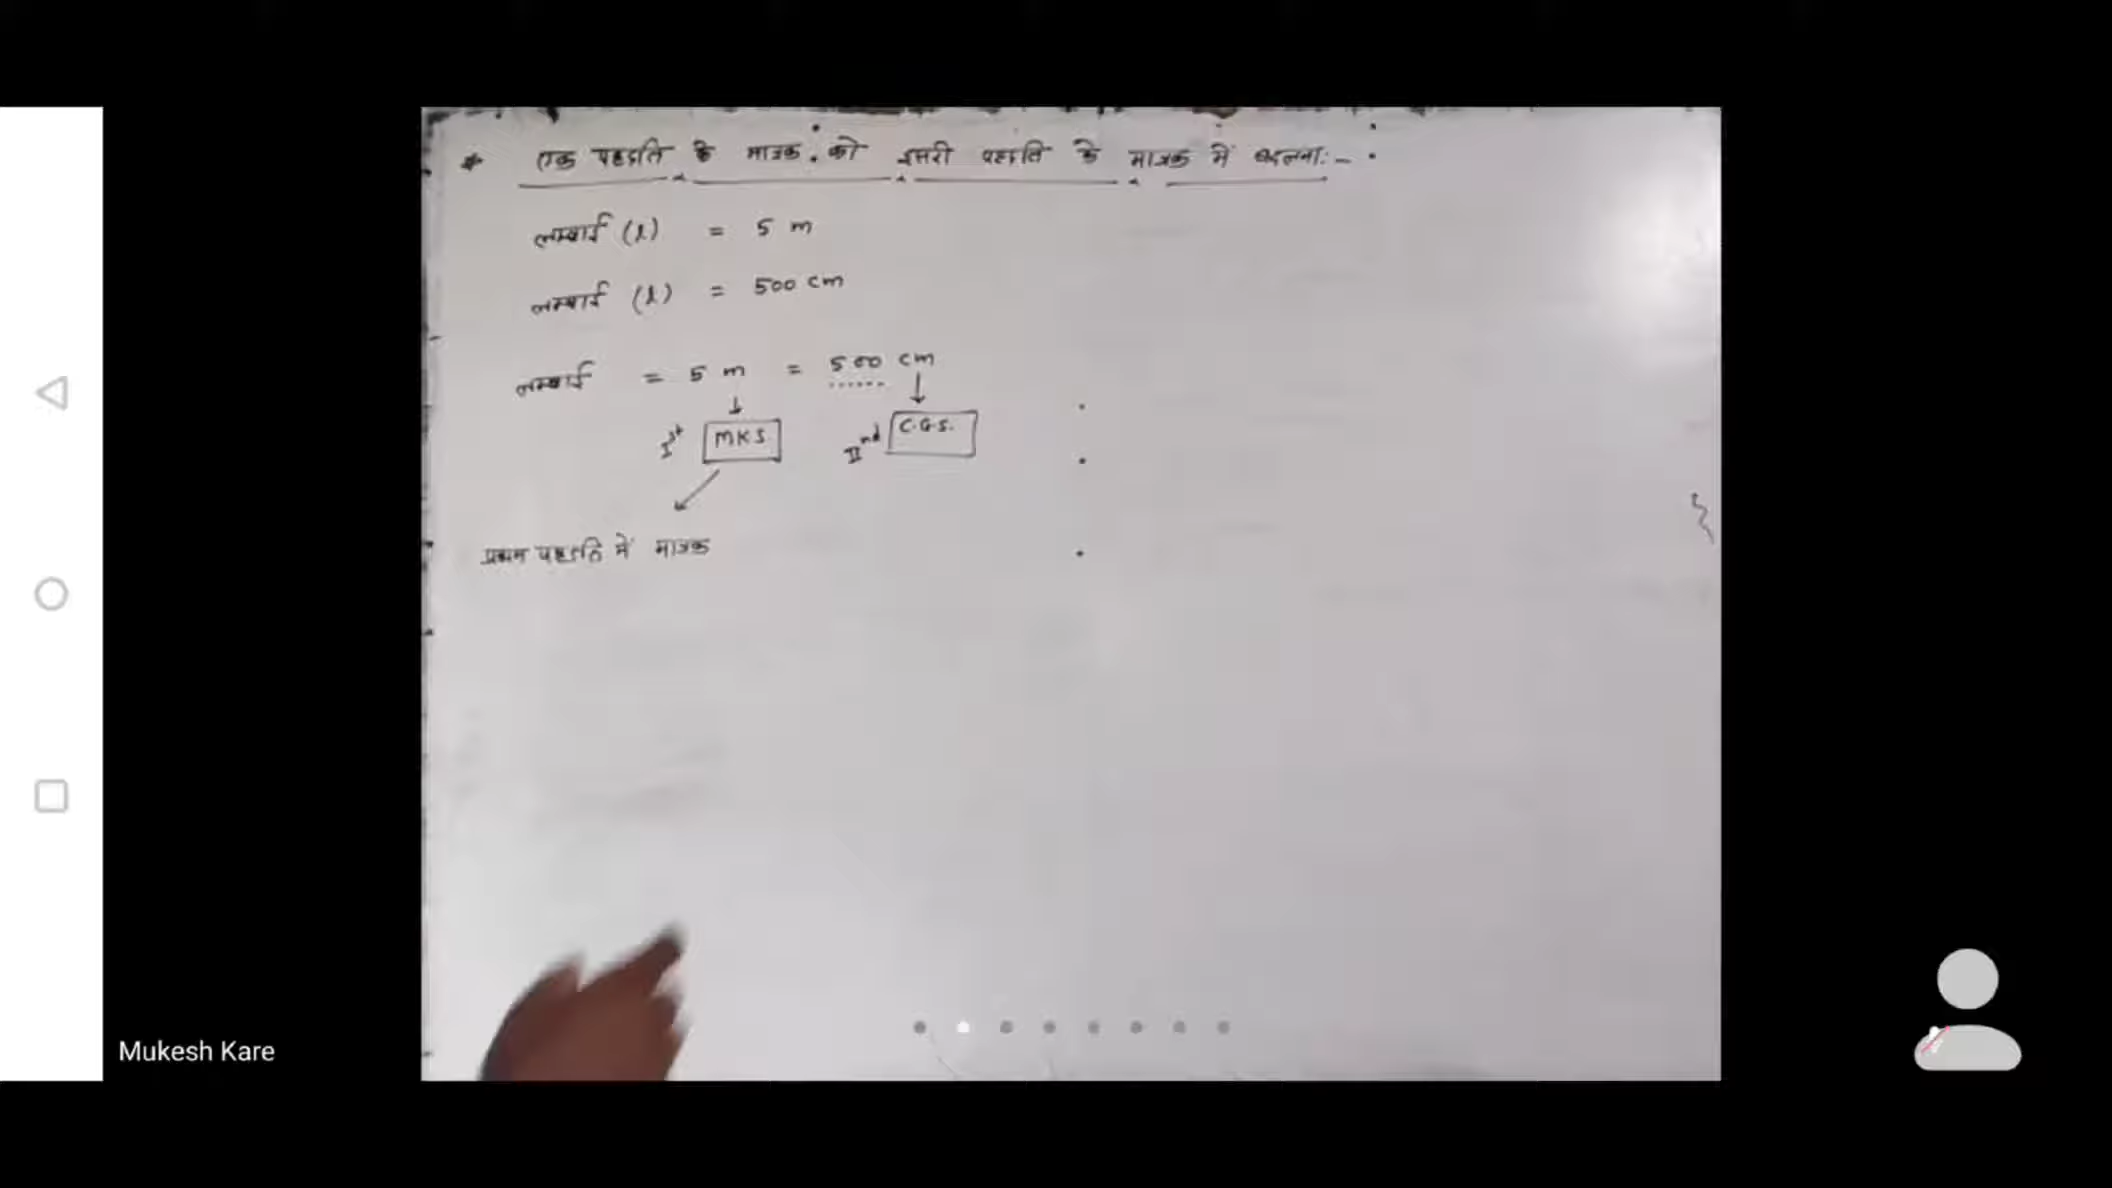 * एक पद्धति के मात्रक को दूसरी पद्धति के मात्रक में बदलना:-
लम्बाई (l) = 5 m
लम्बाई (l) = 500 cm
लम्बाई = 5 m = 500 cm
Ist MKS IInd C.G.S.
प्रथम पद्धति में मात्रक
Mukesh Kare